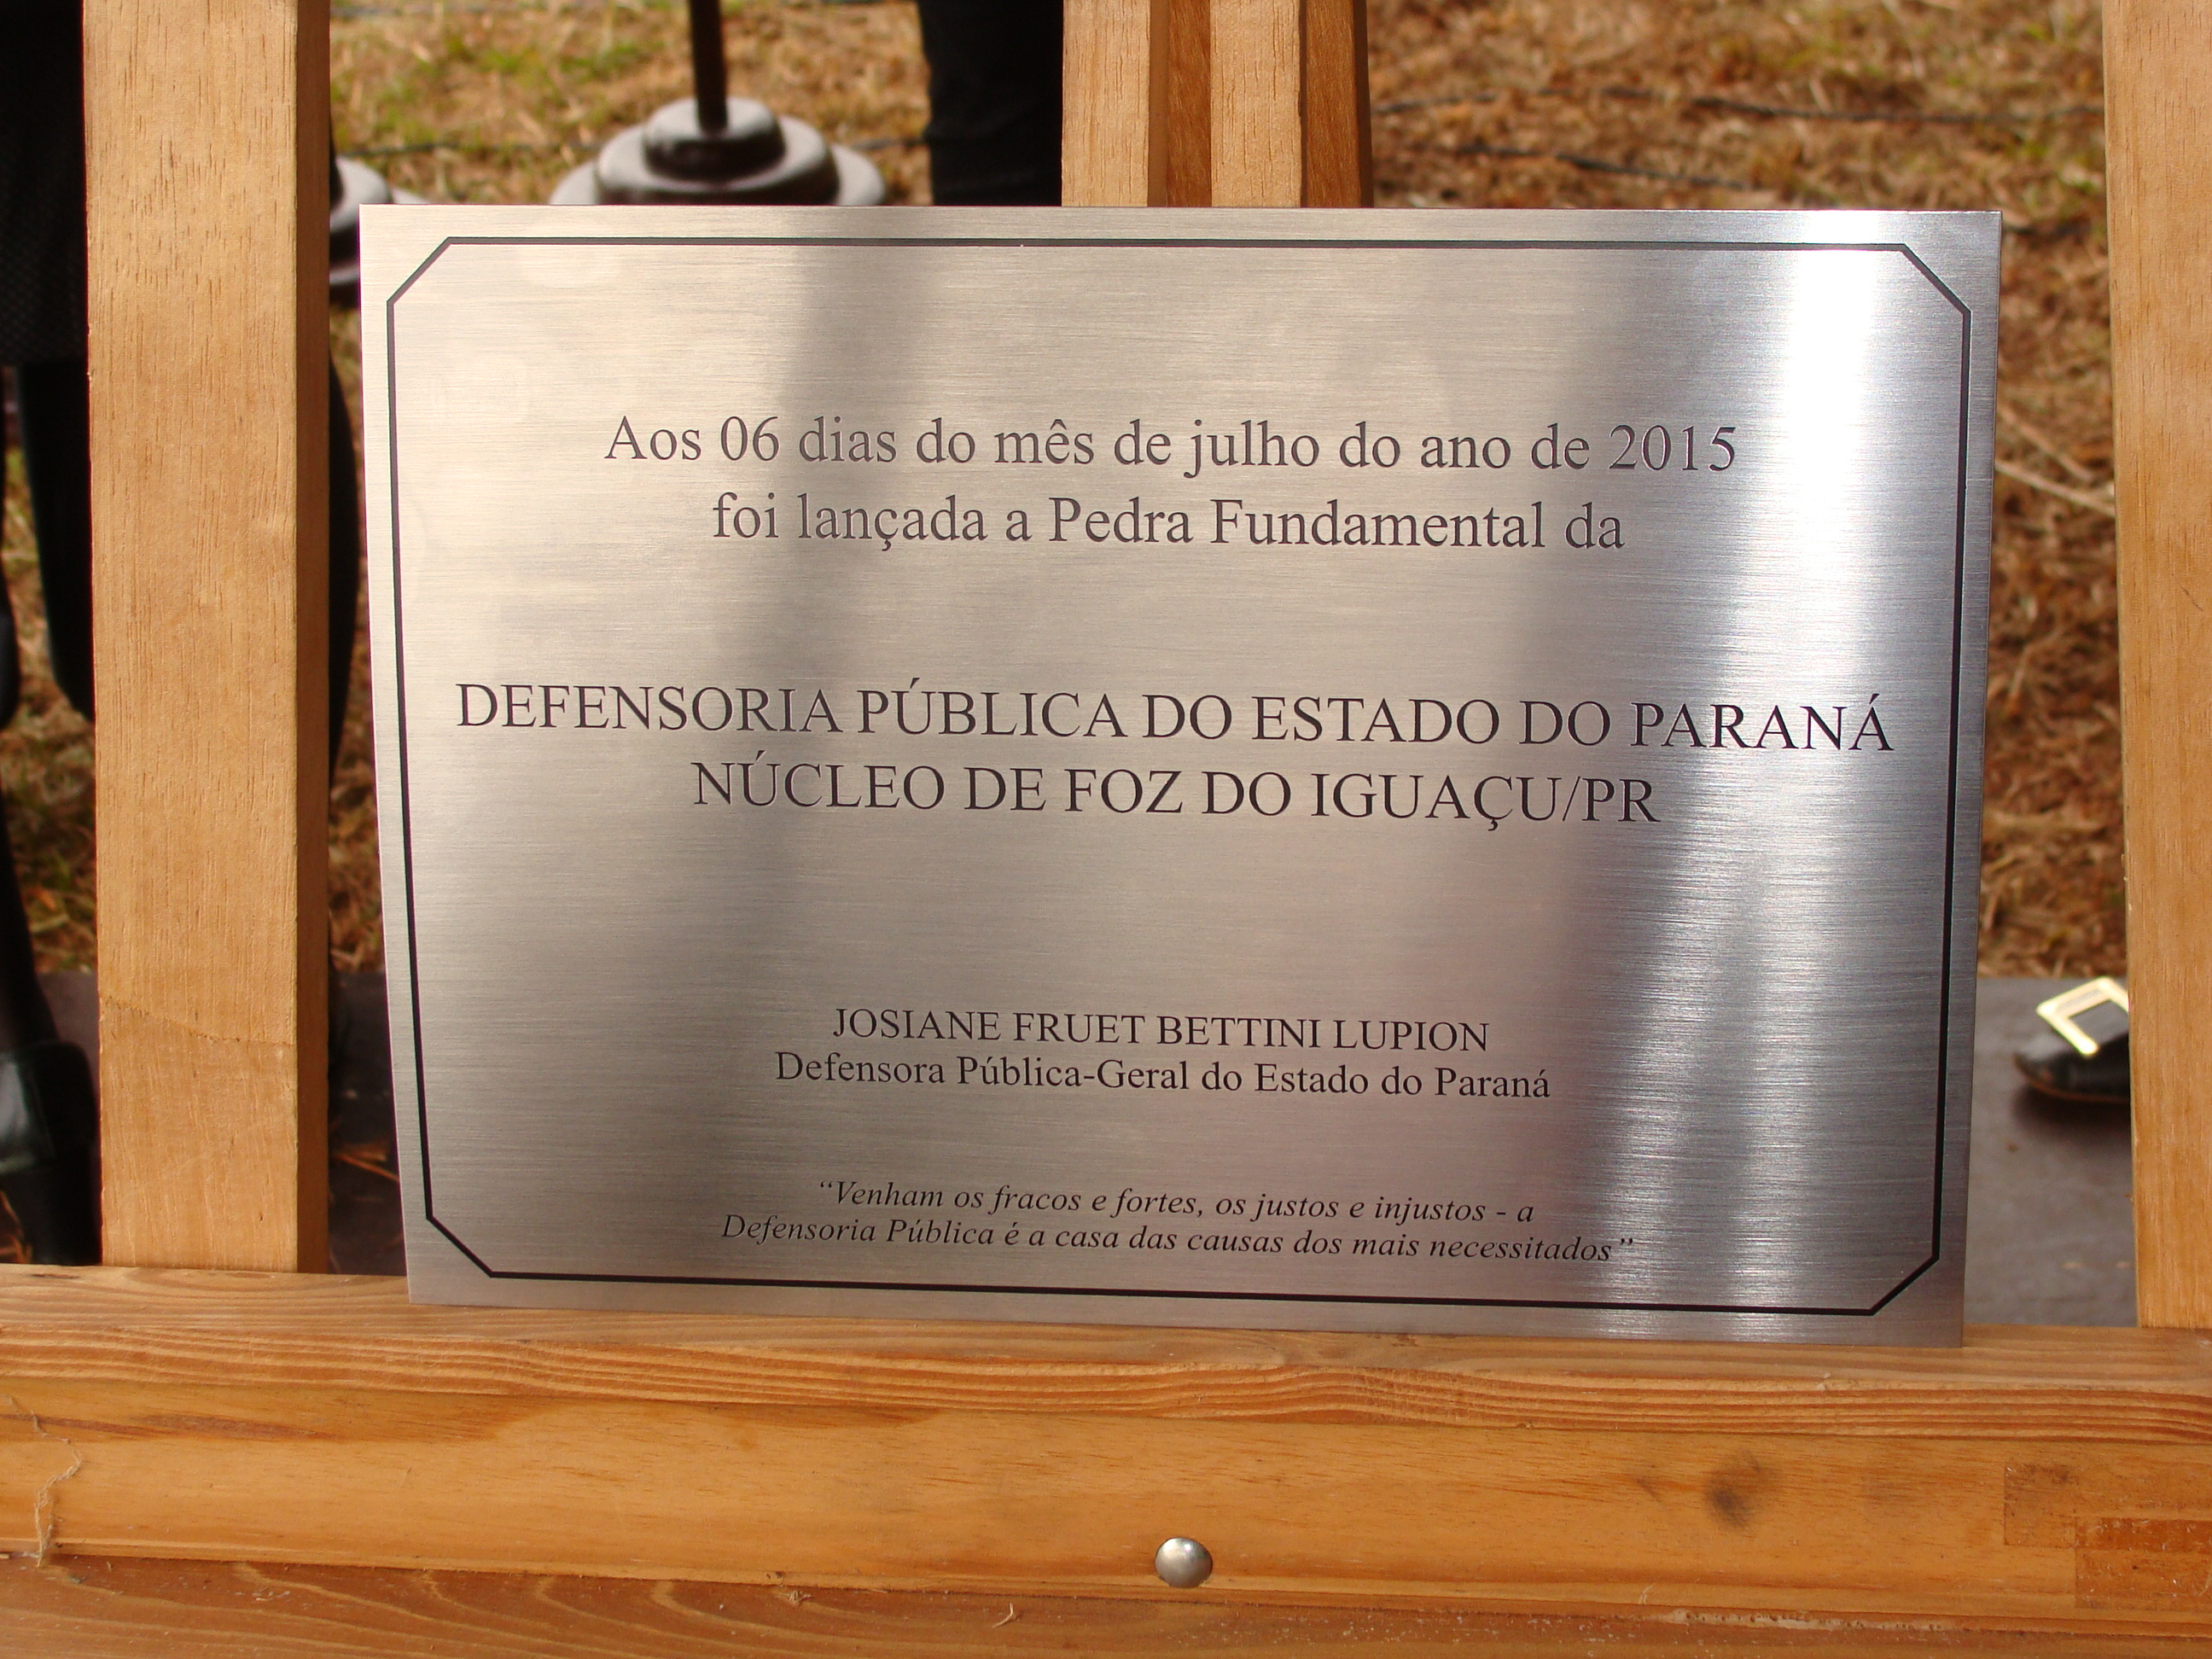 Aos 06 dias do mês de julho do ano de 2015
foi lançada a Pedra Fundamental da
DEFENSORIA PÚBLICA DO ESTADO DO PARANÁ
NÚCLEO DE FOZ DO IGUAÇU/PR
JOSIANE FRUET BETTINI LUPION
Defensora Pública-Geral do Estado do Paraná
“Venham os fracos e fortes, os justos e injustos - a
Defensoria Pública é a casa das causas dos mais necessitados”